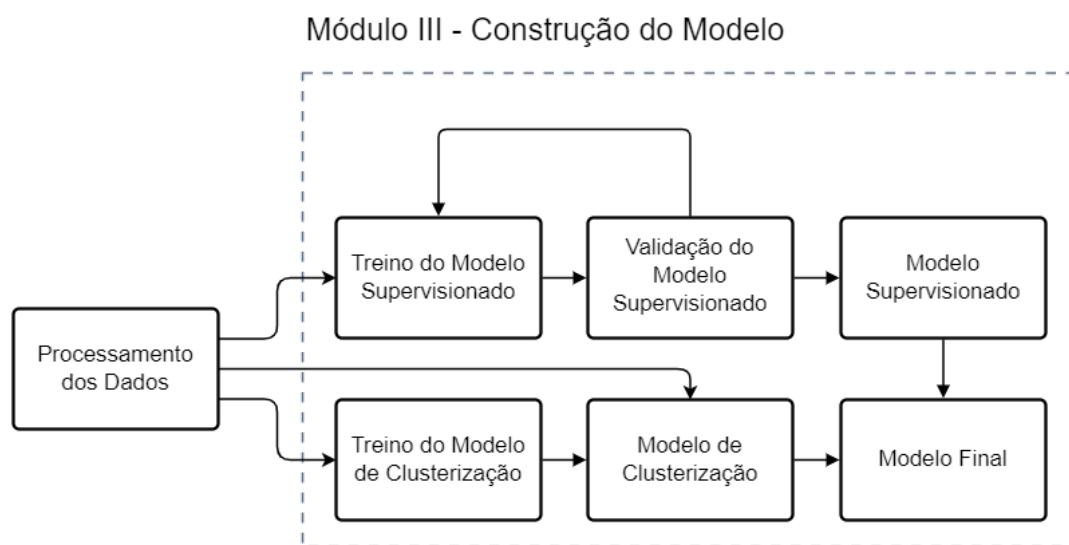 Módulo III - Construção do Modelo
Treino do Modelo
Supervisionado
Validação do
Modelo
Supervisionado
Modelo
Supervisionado
Processamento
dos Dados
Treino do Modelo
de Clusterização
Modelo de
Clusterização
Modelo Final